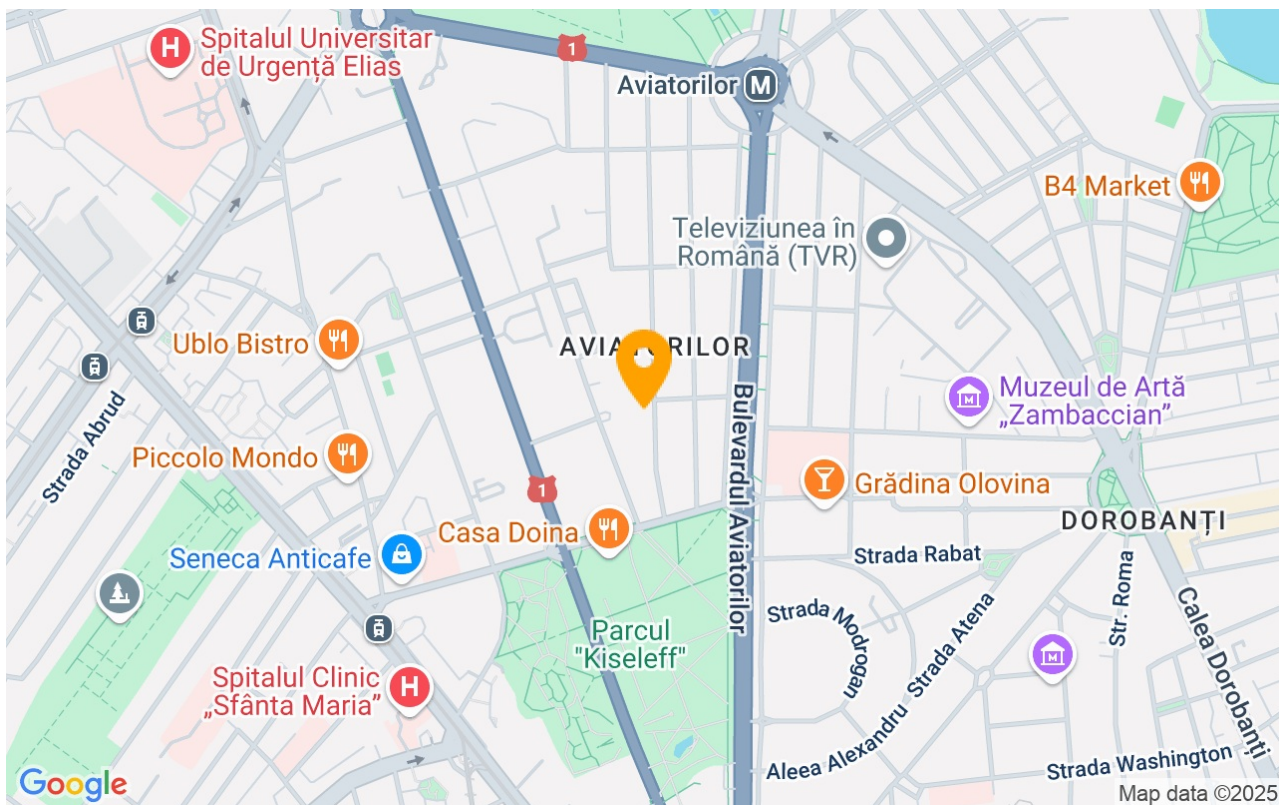 Spitalul Universitar
de Urgență Elias
1
Aviatorilor
M
H
B4 Market
Televiziunea în
Română (TVR)
Ublo Bistro
AVIATORILOR
Muzeul de Artă
„Zambaccian”
M
Strada Abrud
Bulevardul Aviatorilor
Piccolo Mondo
1
Grădina Olovina
Casa Doina
DOROBANȚI
Seneca Anticafe
Strada Rabat
Strada Modrogan
Strada Atena
Str. Roma
Calea Dorobanți
Parcul
"Kiseleff"
M
Spitalul Clinic
„Sfânta Maria”
H
Aleea Alexandru
Strada Washington
Google
Map data ©2025